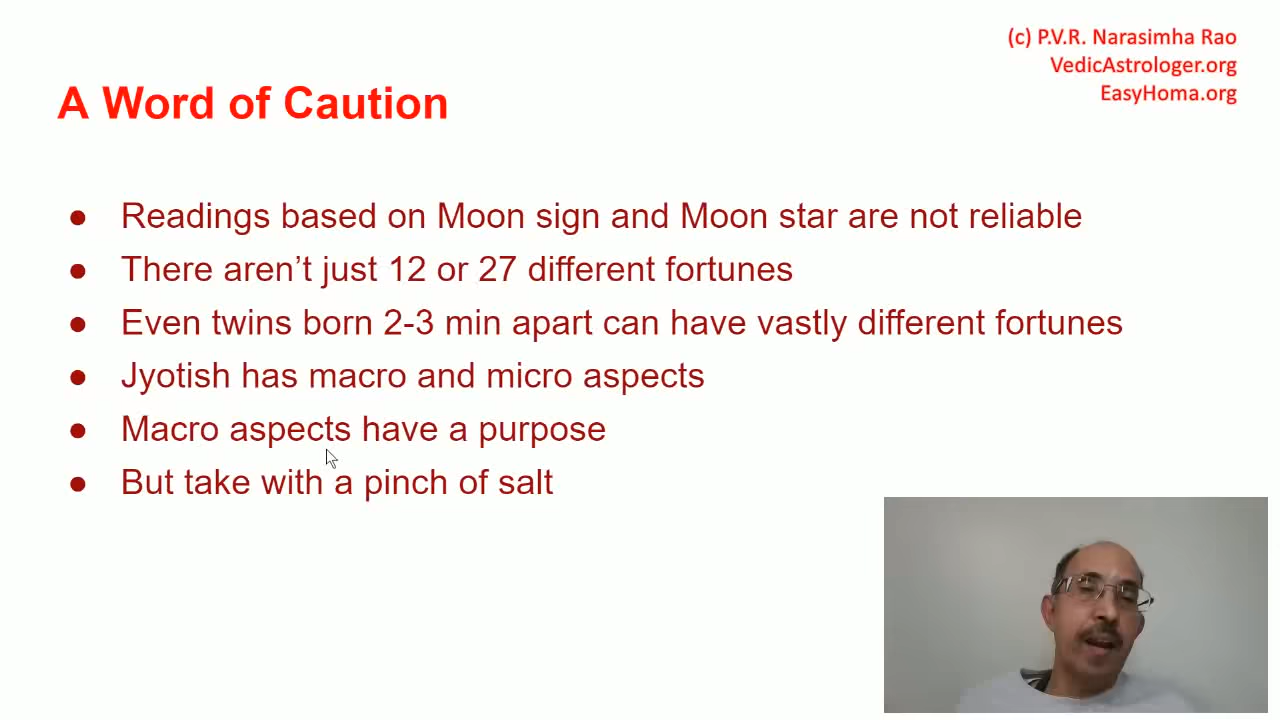 (c) P.V.R. Narasimha Rao
VedicAstrologer.org
EasyHoma.org
A Word of Caution
● Readings based on Moon sign and Moon star are not reliable
● There aren’t just 12 or 27 different fortunes
● Even twins born 2-3 min apart can have vastly different fortunes
● Jyotish has macro and micro aspects
● Macro aspects have a purpose
● But take with a pinch of salt